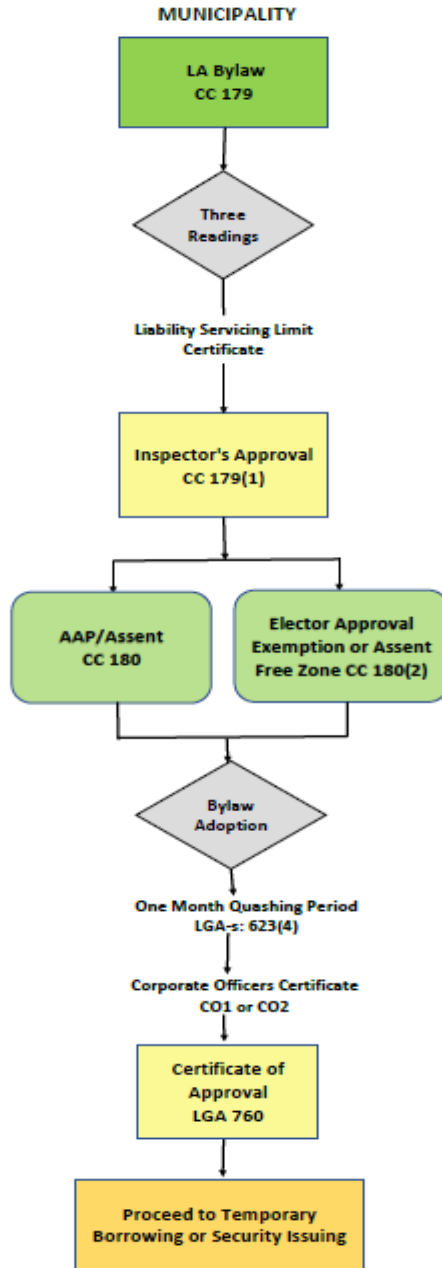 MUNICIPALITY
LA Bylaw
CC 179
Three
Readings
Liability Servicing Limit
Certificate
Inspector's Approval
CC 179(1)
AAP/Assent
CC 180
Elector Approval
Exemption or Assent
Free Zone CC 180(2)
Bylaw
Adoption
One Month Quashing Period
LGA-s: 623(4)
Corporate Officers Certificate
CO1 or CO2
Certificate of
Approval
LGA 760
Proceed to Temporary
Borrowing or Security Issuing